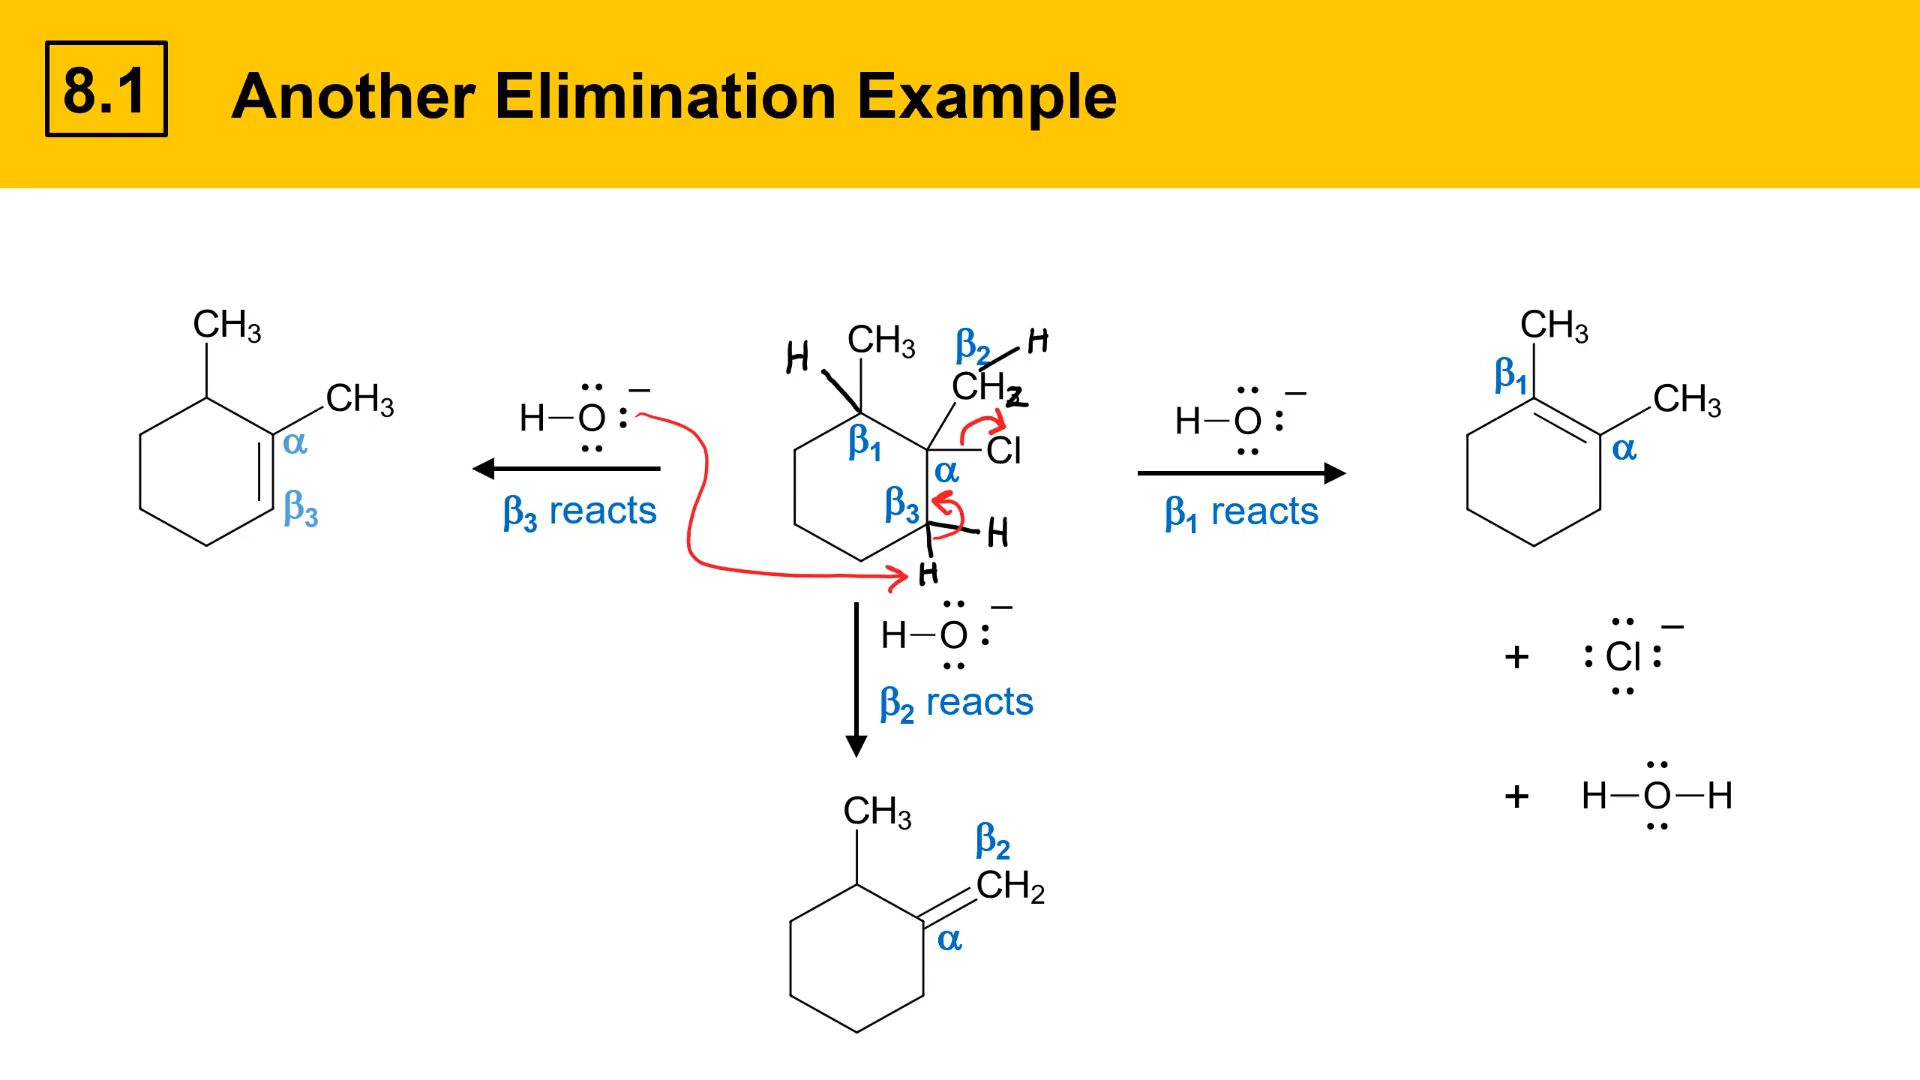 8.1 Another Elimination Example
CH3
CH3
α
β3
H–O:–
β3 reacts
H
CH3
β2
H
CH2
β1
Cl
α
β3
H
H
H–O:–
β1 reacts
CH3
β1
CH3
α
+ :Cl:–
+ H–O–H
H–O:–
β2 reacts
CH3
β2
CH2
α